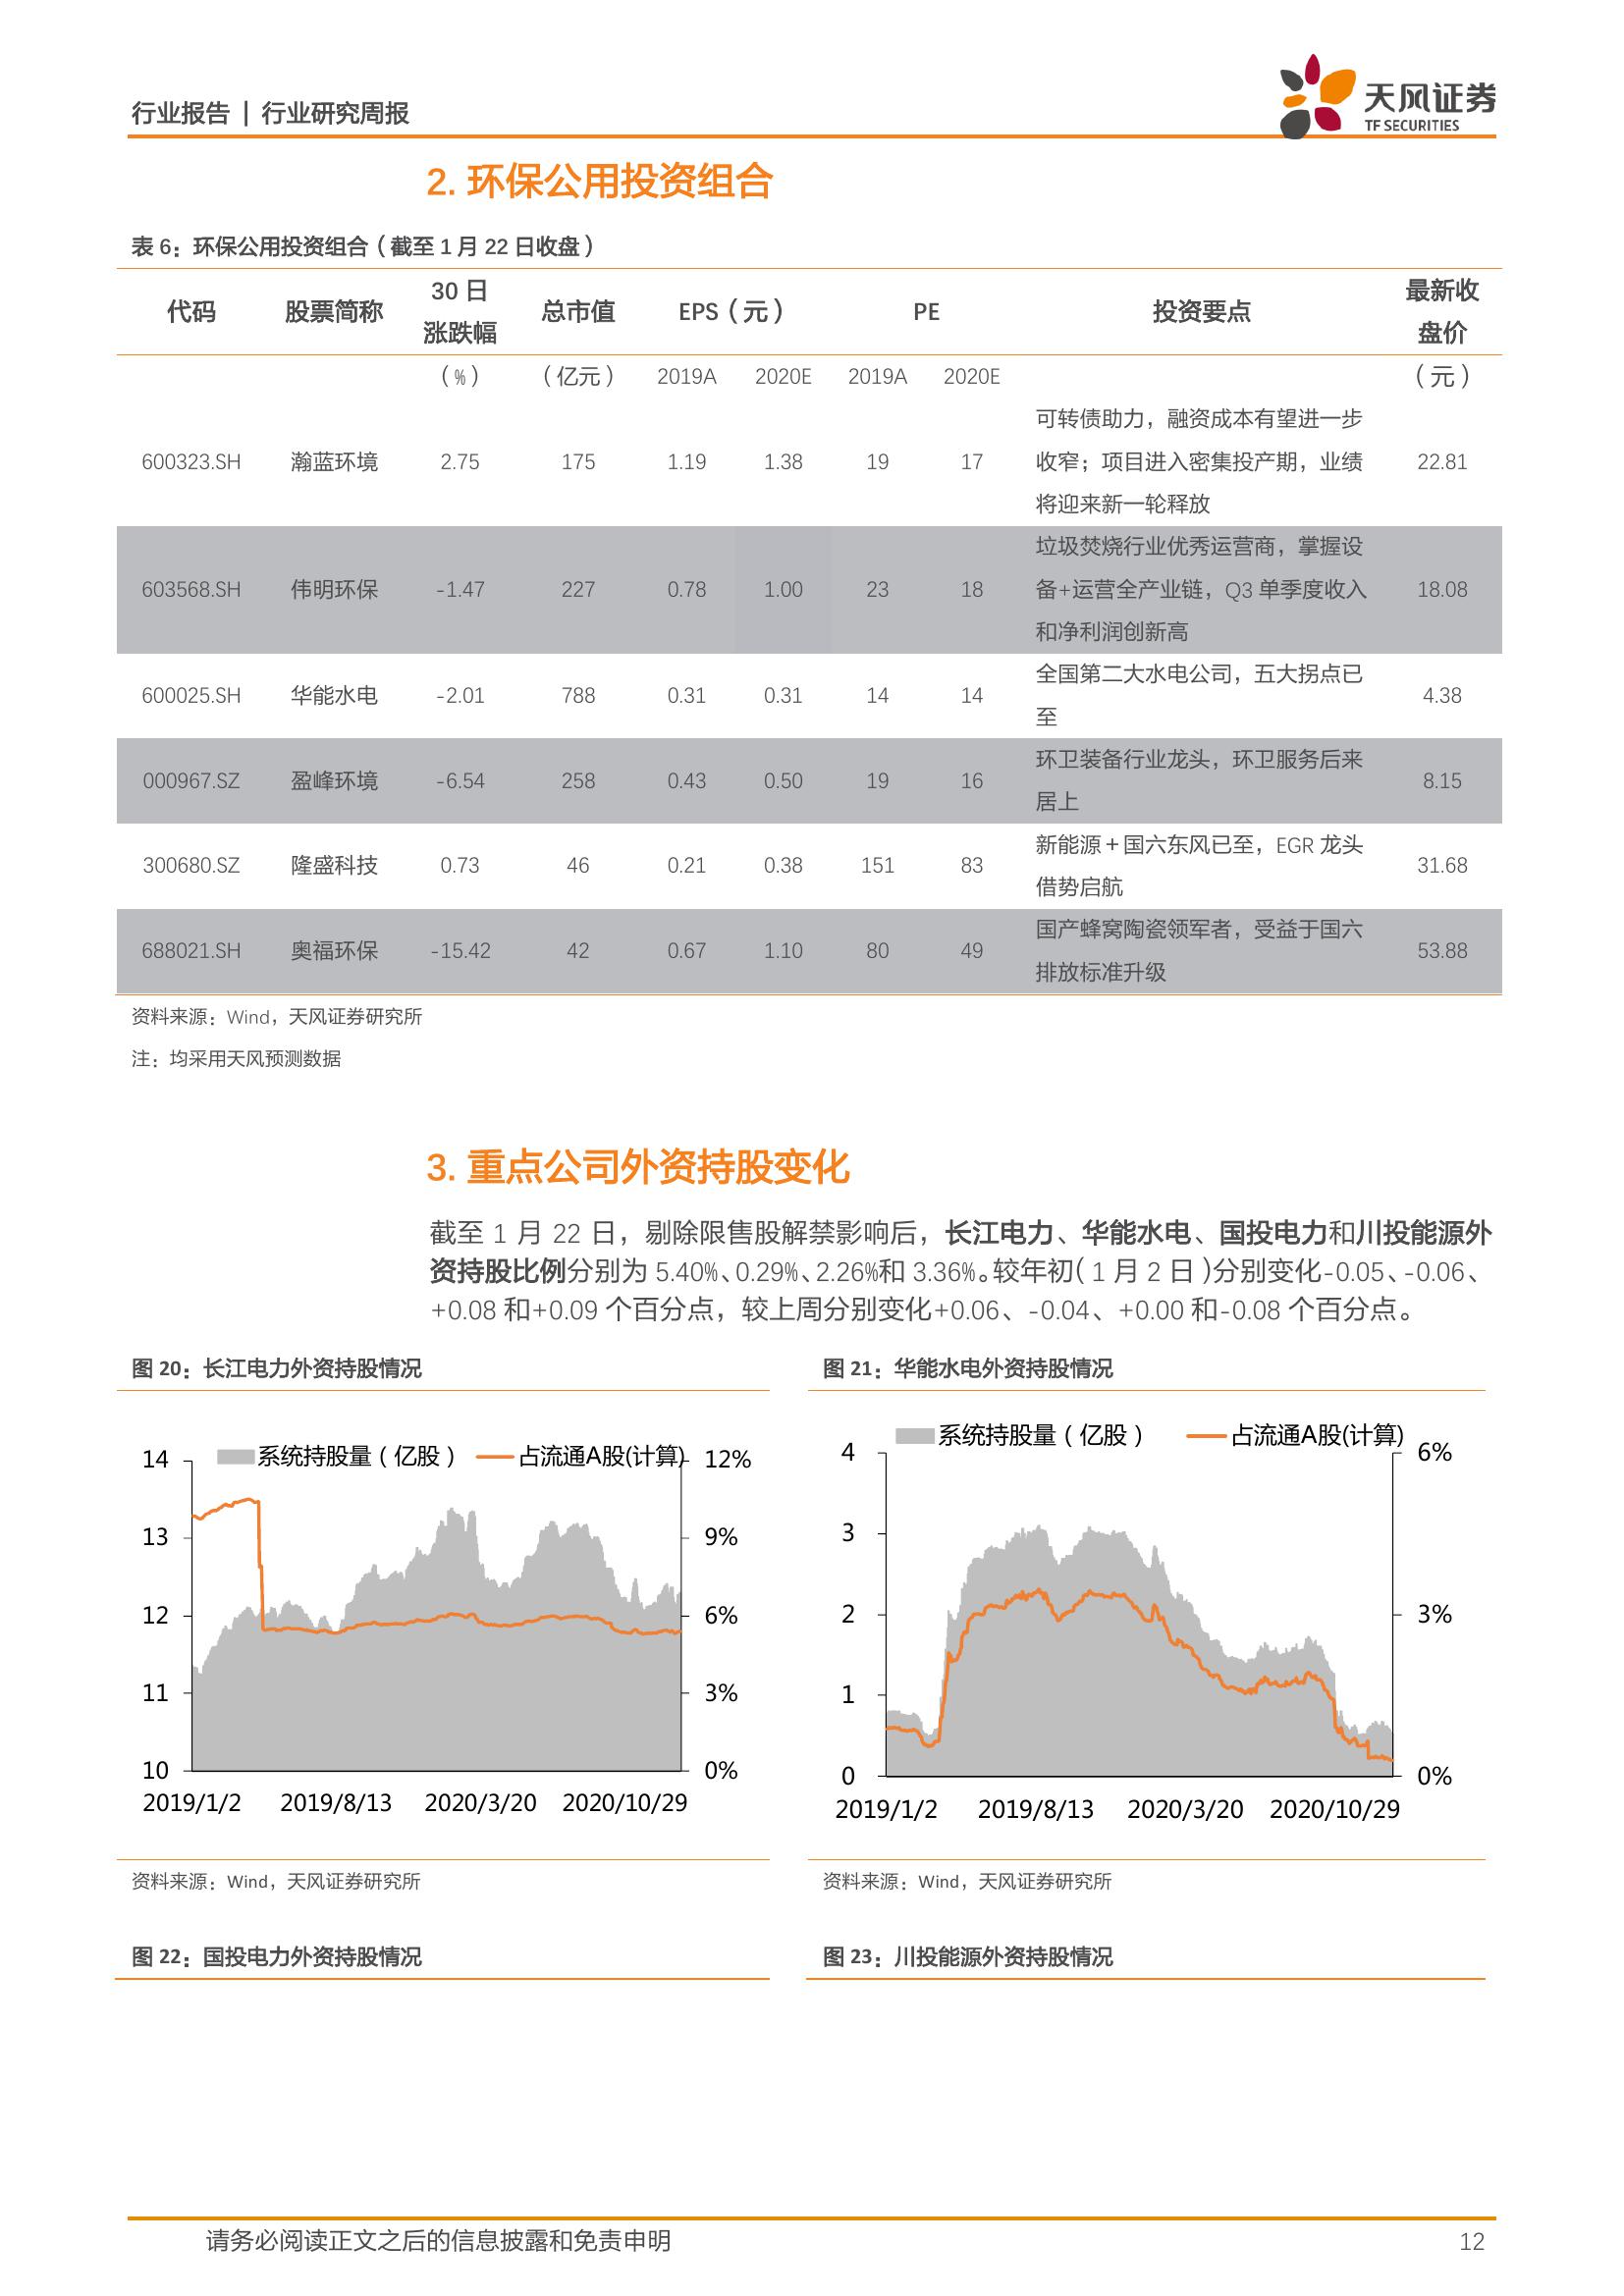 行业报告 | 行业研究周报
天风证券
TF SECURITIES
2. 环保公用投资组合
表 6：环保公用投资组合（截至 1 月 22 日收盘）
代码 股票简称 30 日涨跌幅 总市值 EPS（元） PE 投资要点 最新收盘价
（%） （亿元） 2019A 2020E 2019A 2020E （元）
600323.SH 瀚蓝环境 2.75 175 1.19 1.38 19 17 可转债助力，融资成本有望进一步收窄；项目进入密集投产期，业绩将迎来新一轮释放 22.81
603568.SH 伟明环保 -1.47 227 0.78 1.00 23 18 垃圾焚烧行业优秀运营商，掌握设备+运营全产业链，Q3 单季度收入和净利润创新高 18.08
600025.SH 华能水电 -2.01 788 0.31 0.31 14 14 全国第二大水电公司，五大拐点已至 4.38
000967.SZ 盈峰环境 -6.54 258 0.43 0.50 19 16 环卫装备行业龙头，环卫服务后来居上 8.15
300680.SZ 隆盛科技 0.73 46 0.21 0.38 151 83 新能源＋国六东风已至，EGR 龙头借势启航 31.68
688021.SH 奥福环保 -15.42 42 0.67 1.10 80 49 国产蜂窝陶瓷领军者，受益于国六排放标准升级 53.88
资料来源：Wind，天风证券研究所
注：均采用天风预测数据
3. 重点公司外资持股变化
截至 1 月 22 日，剔除限售股解禁影响后，长江电力、华能水电、国投电力和川投能源外
资持股比例分别为 5.40%、0.29%、2.26%和 3.36%。较年初（1 月 2 日）分别变化-0.05、-0.06、
+0.08 和+0.09 个百分点，较上周分别变化+0.06、-0.04、+0.00 和-0.08 个百分点。
图 20：长江电力外资持股情况
系统持股量（亿股） 占流通A股(计算)
14 12%
13 9%
12 6%
11 3%
10 0%
2019/1/2 2019/8/13 2020/3/20 2020/10/29
资料来源：Wind，天风证券研究所
图 21：华能水电外资持股情况
系统持股量（亿股） 占流通A股(计算)
4 6%
3
2 3%
1
0 0%
2019/1/2 2019/8/13 2020/3/20 2020/10/29
资料来源：Wind，天风证券研究所
图 22：国投电力外资持股情况
图 23：川投能源外资持股情况
请务必阅读正文之后的信息披露和免责申明 12